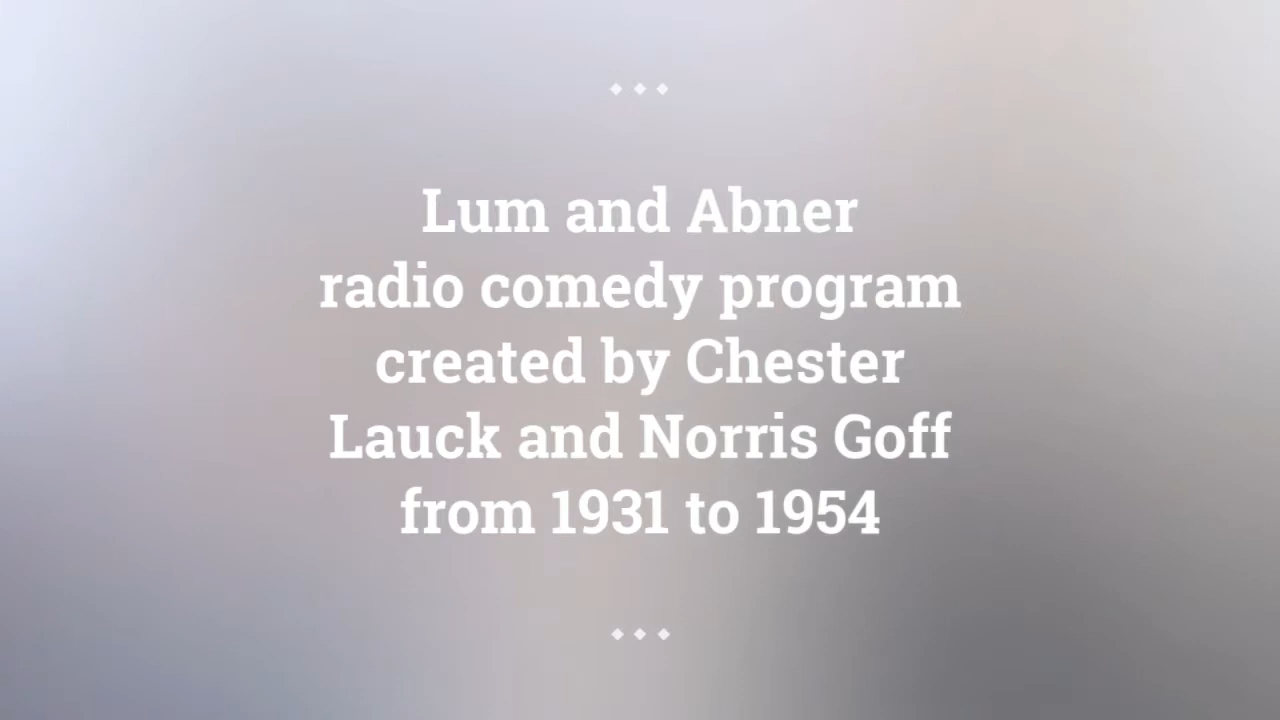 Lum and Abner
radio comedy program
created by Chester
Lauck and Norris Goff
from 1931 to 1954